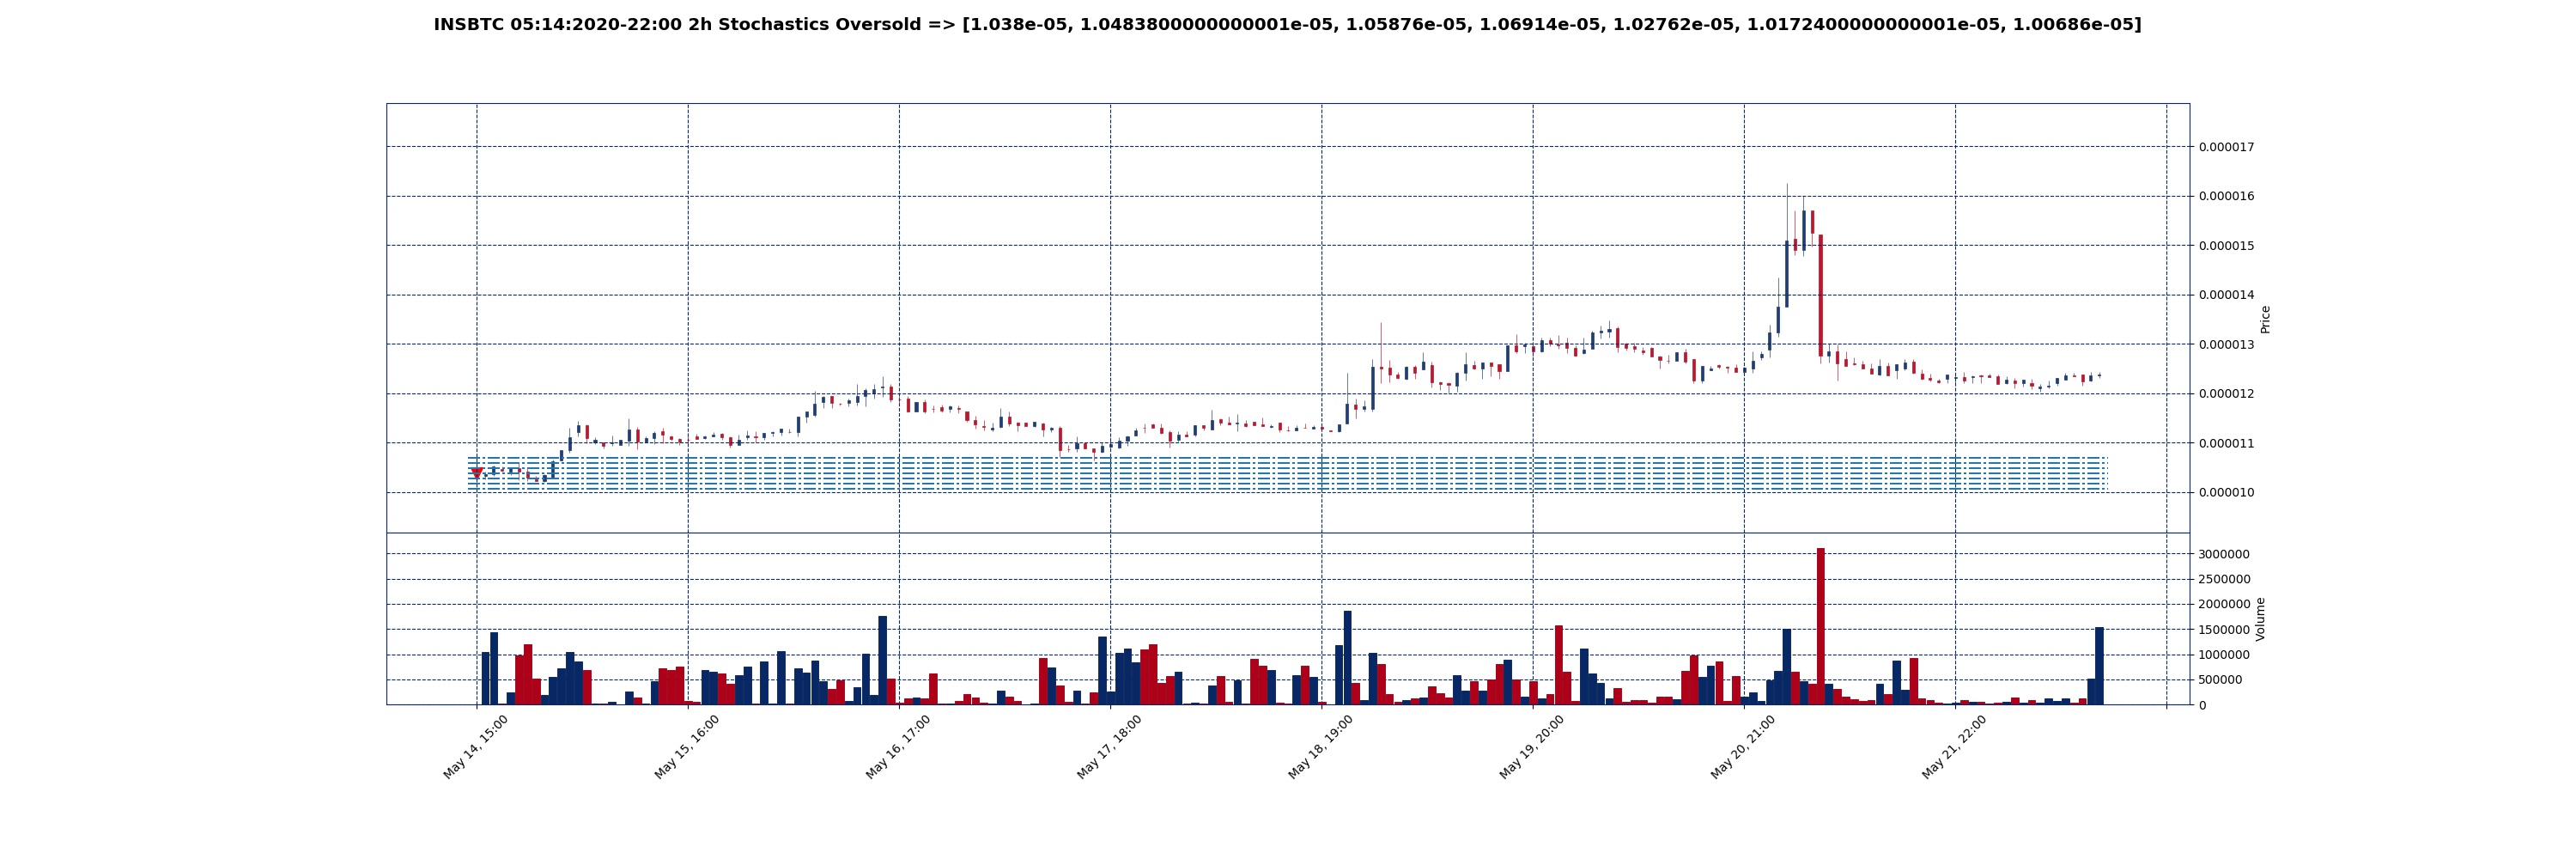 INSBTC 05:14:2020-22:00 2h Stochastics Oversold => [1.038e-05, 1.0483800000000001e-05, 1.05876e-05, 1.06914e-05, 1.02762e-05, 1.0172400000000001e-05, 1.00686e-05]
0.000017
0.000016
0.000015
0.000014
0.000013
0.000012
0.000011
0.000010
Price
3000000
2500000
2000000
1500000
1000000
500000
0
Volume
May 14, 15:00
May 15, 16:00
May 16, 17:00
May 17, 18:00
May 18, 19:00
May 19, 20:00
May 20, 21:00
May 21, 22:00